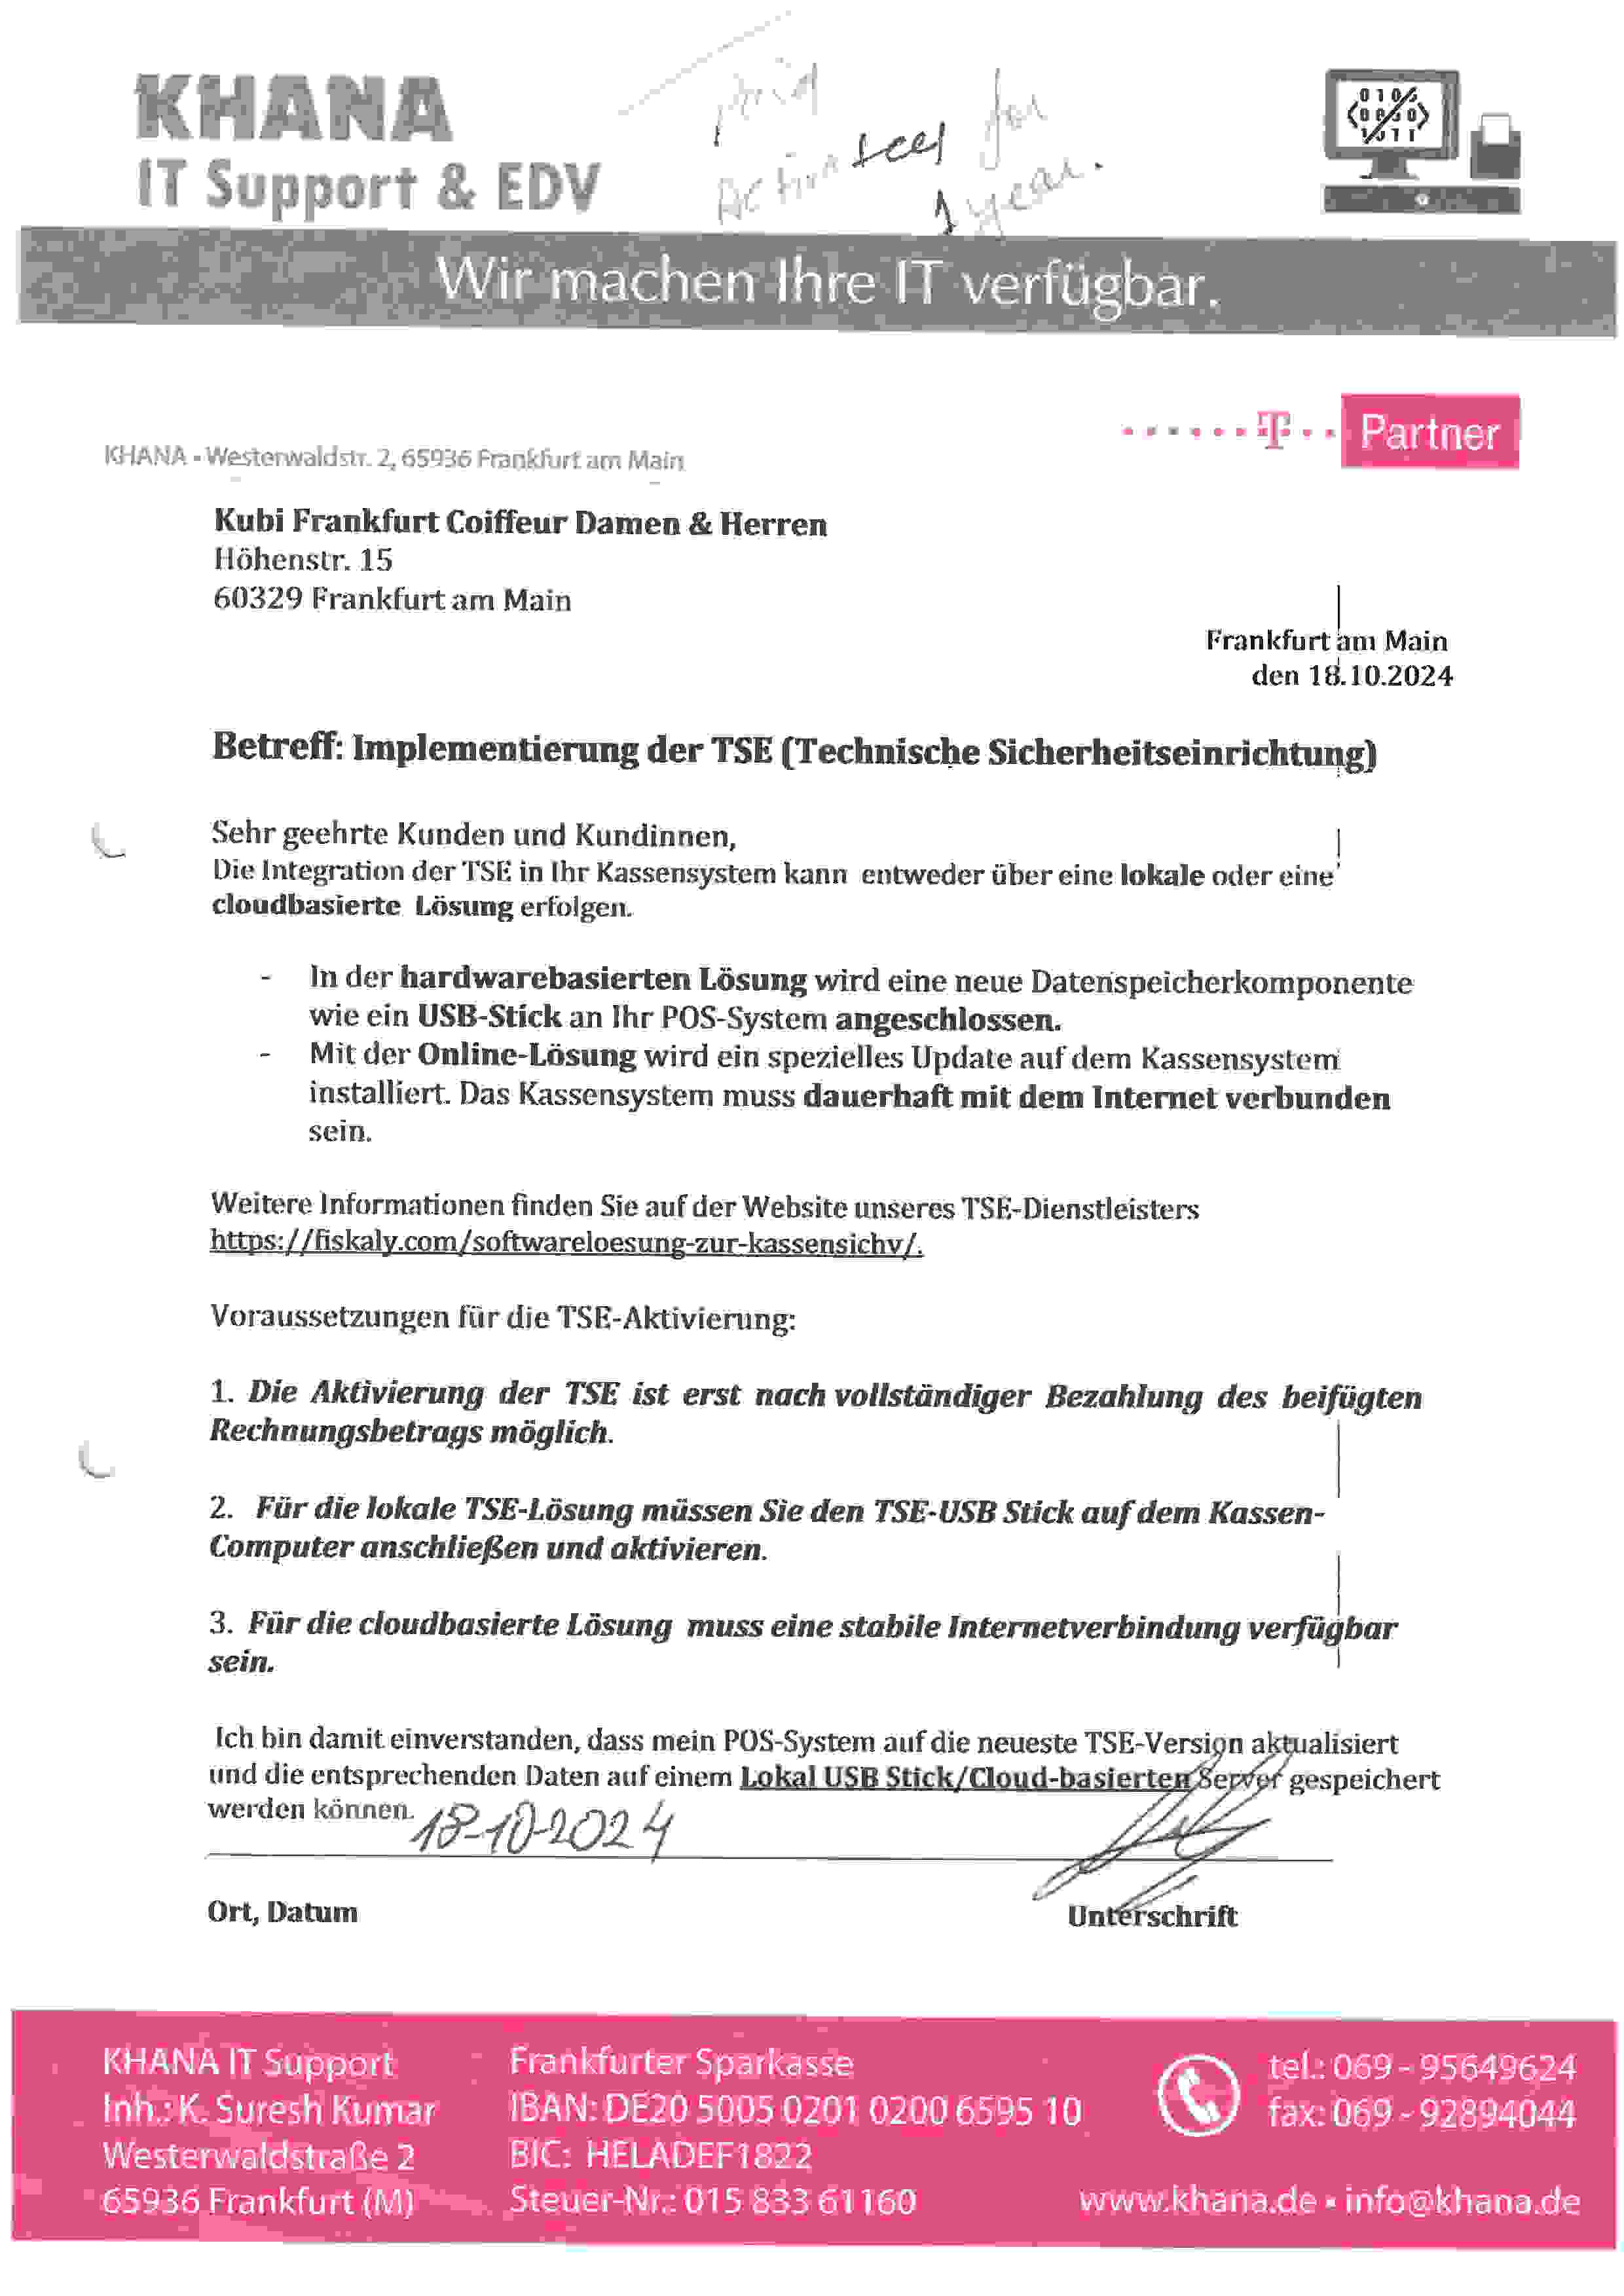 KHANA
IT Support & EDV
paid
for
1 year.
Wir machen Ihre IT verfügbar.
T
Partner
KHANA - Westerwaldstr. 2, 65936 Frankfurt am Main
Kubi Frankfurt Coiffeur Damen & Herren
Höhenstr. 15
60329 Frankfurt am Main
Frankfurt am Main
den 18.10.2024
Betreff: Implementierung der TSE (Technische Sicherheitseinrichtung)
Sehr geehrte Kunden und Kundinnen,
Die Integration der TSE in Ihr Kassensystem kann entweder über eine lokale oder eine
cloudbasierte Lösung erfolgen.
- In der hardwarebasierten Lösung wird eine neue Datenspeicherkomponente
wie ein USB-Stick an Ihr POS-System angeschlossen.
- Mit der Online-Lösung wird ein spezielles Update auf dem Kassensystem
installiert. Das Kassensystem muss dauerhaft mit dem Internet verbunden
sein.
Weitere Informationen finden Sie auf der Website unseres TSE-Dienstleisters
https://fiskaly.com/softwareloesung-zur-kassensichv/.
Voraussetzungen für die TSE-Aktivierung:
1. Die Aktivierung der TSE ist erst nach vollständiger Bezahlung des beifügten
Rechnungsbetrags möglich.
2. Für die lokale TSE-Lösung müssen Sie den TSE-USB Stick auf dem Kassen-
Computer anschließen und aktivieren.
3. Für die cloudbasierte Lösung muss eine stabile Internetverbindung verfügbar
sein.
Ich bin damit einverstanden, dass mein POS-System auf die neueste TSE-Version aktualisiert
und die entsprechenden Daten auf einem Lokal USB Stick/Cloud-basierten Server gespeichert
werden können.
18-10-2024
Ort, Datum
Unterschrift
KHANA IT Support
Inh.: K. Suresh Kumar
Westerwaldstraße 2
65936 Frankfurt (M)
Frankfurter Sparkasse
IBAN: DE20 5005 0201 0200 6595 10
BIC: HELADEF1822
Steuer-Nr.: 015 833 61160
tel.: 069 - 95649624
fax: 069 - 92894044
www.khana.de • info@khana.de